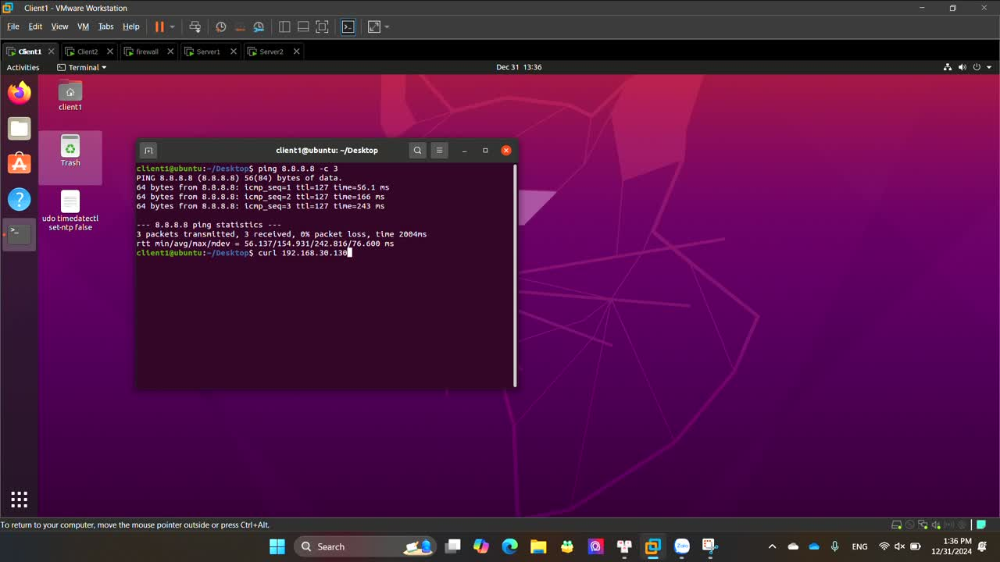 Client1 - VMware Workstation
File Edit View VM Tabs Help
Client1 Client2 firewall Server1 Server2
Activities Terminal Dec 31 13:36
client1
Trash
udo timedatectl
set-ntp false
client1@ubuntu: ~/Desktop
client1@ubuntu:~/Desktop$ ping 8.8.8.8 -c 3
PING 8.8.8.8 (8.8.8.8) 56(84) bytes of data.
64 bytes from 8.8.8.8: icmp_seq=1 ttl=127 time=56.1 ms
64 bytes from 8.8.8.8: icmp_seq=2 ttl=127 time=166 ms
64 bytes from 8.8.8.8: icmp_seq=3 ttl=127 time=243 ms
--- 8.8.8.8 ping statistics ---
3 packets transmitted, 3 received, 0% packet loss, time 2004ms
rtt min/avg/max/mdev = 56.137/154.931/242.816/76.600 ms
client1@ubuntu:~/Desktop$ curl 192.168.30.130
To return to your computer, move the mouse pointer outside or press Ctrl+Alt.
Search
Zalo
ENG
1:36 PM
12/31/2024